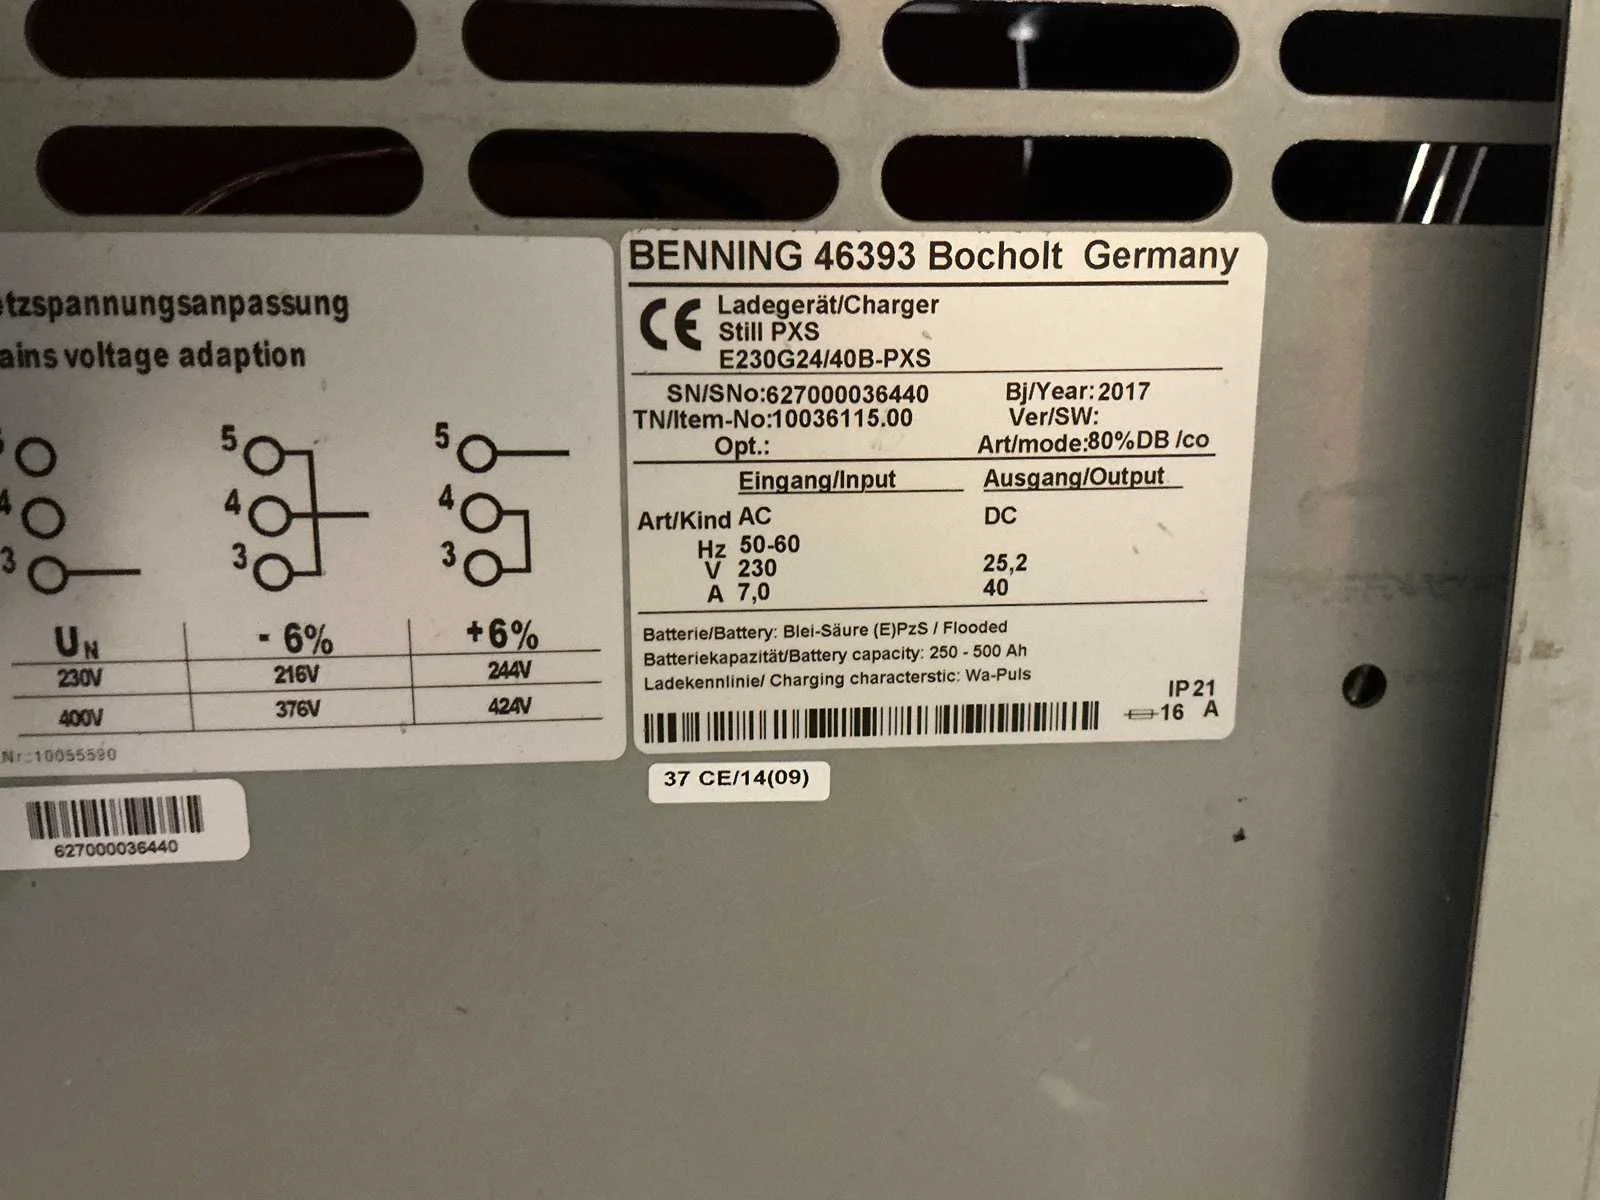 etzspannungsanpassung
ains voltage adaption
5
4
3
5
4
3
5
4
3
UN - 6% +6%
230V 216V 244V
400V 376V 424V
Nr.:10055590
627000036440
BENNING 46393 Bocholt Germany
CE
Ladegerät/Charger
Still PXS
E230G24/40B-PXS
SN/SNo:627000036440 Bj/Year: 2017
TN/Item-No:10036115.00 Ver/SW:
Opt.: Art/mode:80%DB /co
Eingang/Input Ausgang/Output
Art/Kind AC DC
Hz 50-60
V 230 25,2
A 7,0 40
Batterie/Battery: Blei-Säure (E)PzS / Flooded
Batteriekapazität/Battery capacity: 250 - 500 Ah
Ladekennlinie/ Charging characterstic: Wa-Puls
IP 21
16 A
37 CE/14(09)